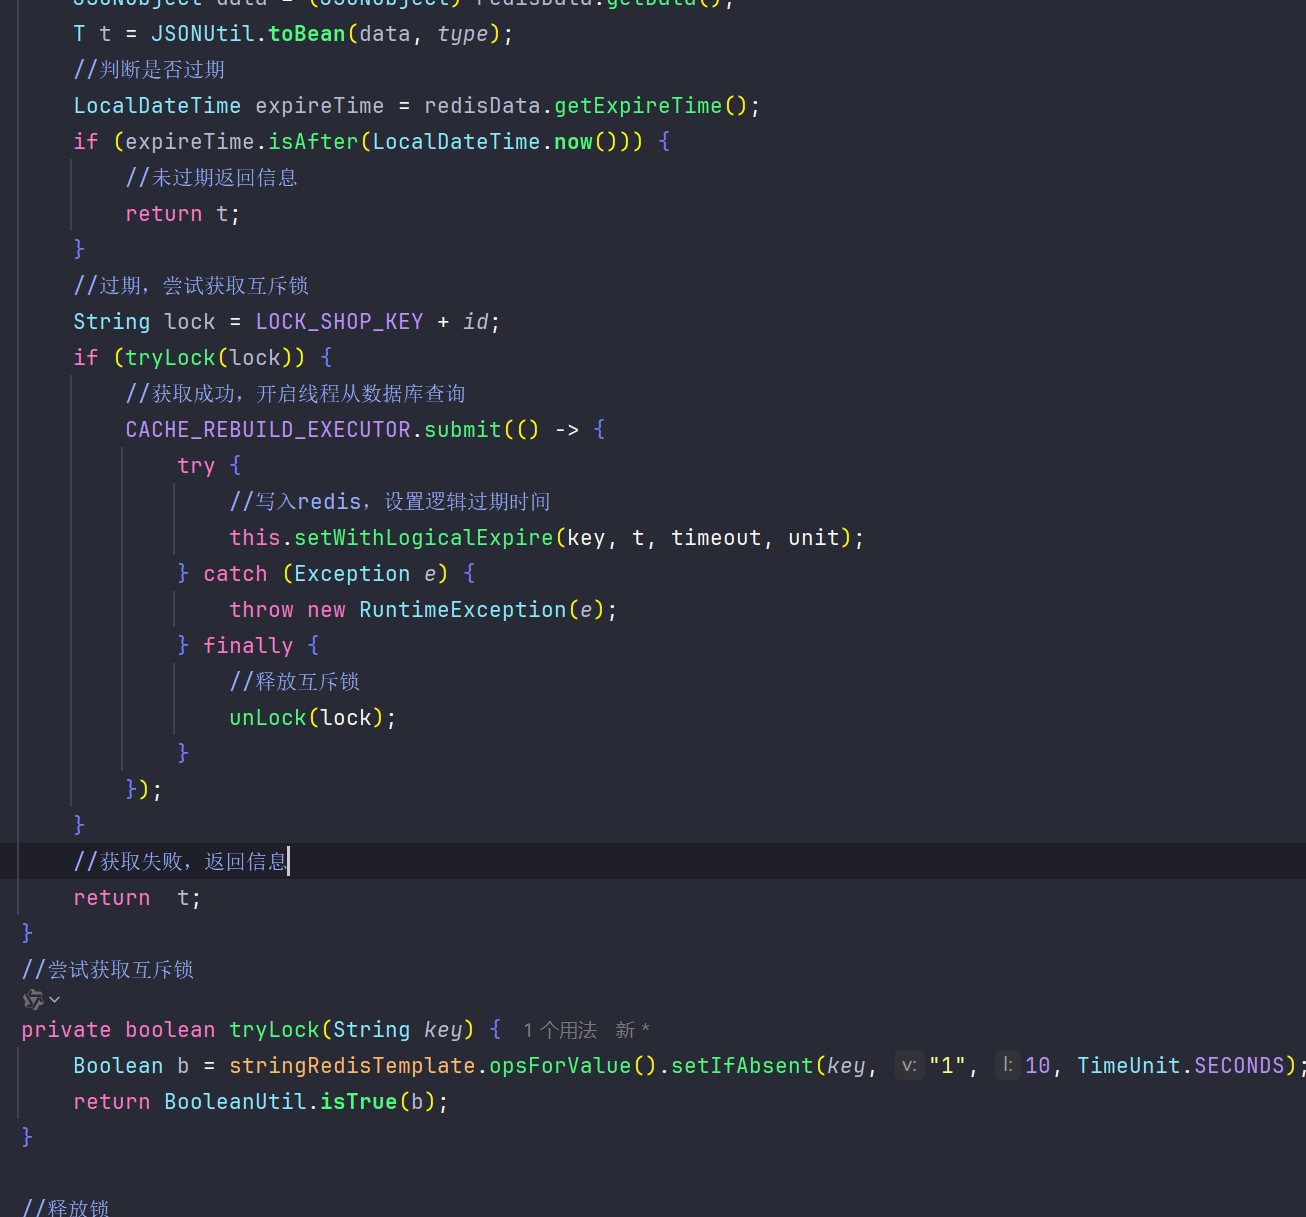 JSONObject data = (JSONObject) redisData.getData();
T t = JSONUtil.toBean(data, type);
//判断是否过期
LocalDateTime expireTime = redisData.getExpireTime();
if (expireTime.isAfter(LocalDateTime.now())) {
//未过期返回信息
return t;
}
//过期，尝试获取互斥锁
String lock = LOCK_SHOP_KEY + id;
if (tryLock(lock)) {
//获取成功，开启线程从数据库查询
CACHE_REBUILD_EXECUTOR.submit(() -> {
try {
//写入redis，设置逻辑过期时间
this.setWithLogicalExpire(key, t, timeout, unit);
} catch (Exception e) {
throw new RuntimeException(e);
} finally {
//释放互斥锁
unLock(lock);
}
});
}
//获取失败，返回信息
return  t;
}
//尝试获取互斥锁
private boolean tryLock(String key) { 1 个用法 新 *
Boolean b = stringRedisTemplate.opsForValue().setIfAbsent(key, v: "1", l: 10, TimeUnit.SECONDS);
return BooleanUtil.isTrue(b);
}
//释放锁